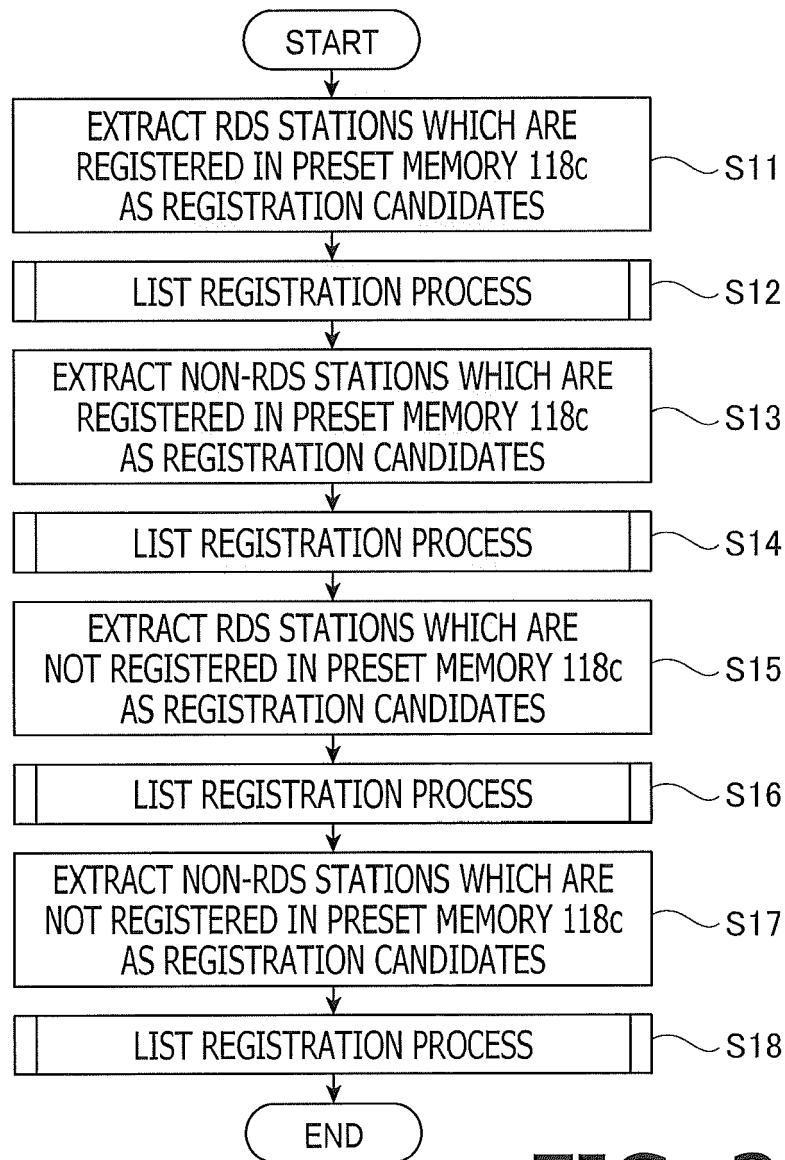 START
EXTRACT RDS STATIONS WHICH ARE
REGISTERED IN PRESET MEMORY 118c
AS REGISTRATION CANDIDATES
S11
LIST REGISTRATION PROCESS
S12
EXTRACT NON-RDS STATIONS WHICH ARE
REGISTERED IN PRESET MEMORY 118c
AS REGISTRATION CANDIDATES
S13
LIST REGISTRATION PROCESS
S14
EXTRACT RDS STATIONS WHICH ARE
NOT REGISTERED IN PRESET MEMORY 118c
AS REGISTRATION CANDIDATES
S15
LIST REGISTRATION PROCESS
S16
EXTRACT NON-RDS STATIONS WHICH ARE
NOT REGISTERED IN PRESET MEMORY 118c
AS REGISTRATION CANDIDATES
S17
LIST REGISTRATION PROCESS
S18
END